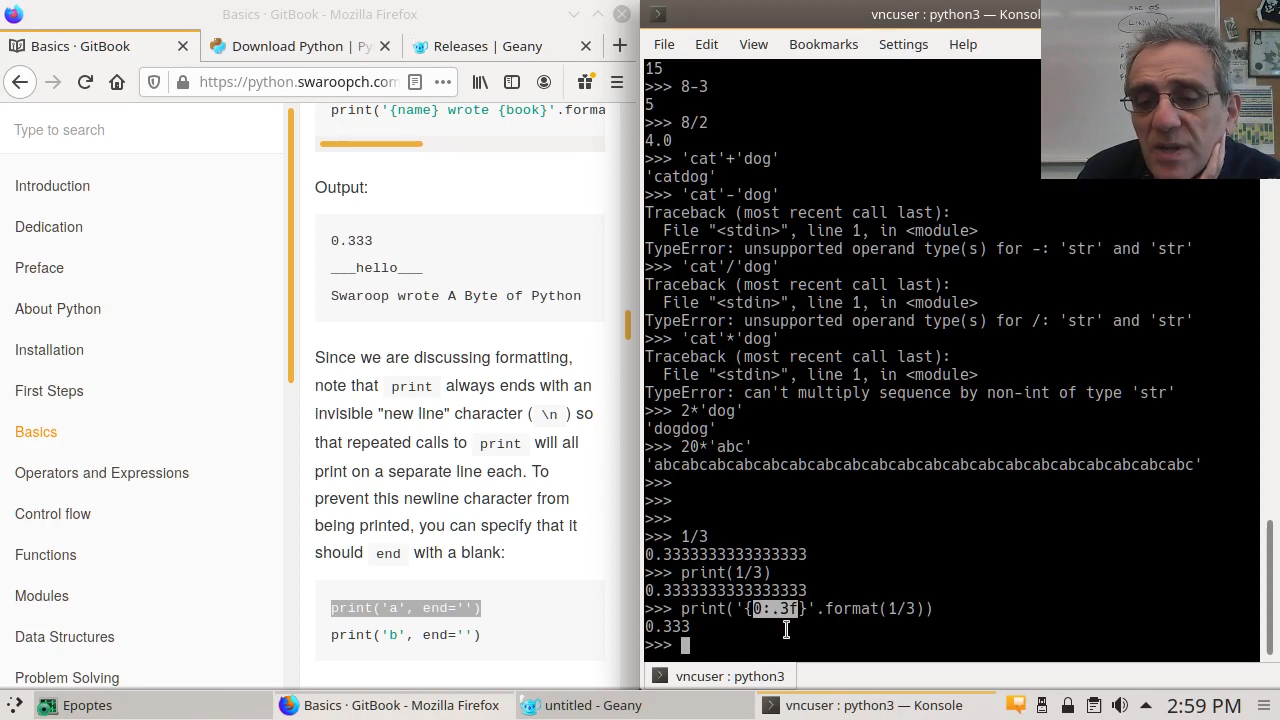 Basics · GitBook - Mozilla Firefox
Basics · GitBook
Download Python | Py
Releases | Geany
https://python.swaroopch.com
Type to search
Introduction
Dedication
Preface
About Python
Installation
First Steps
Basics
Operators and Expressions
Control flow
Functions
Data Structures
Problem Solving
print('{name} wrote {book}'.forma
Output:
0.333
___hello___
Swaroop wrote A Byte of Python
Since we are discussing formatting,
note that print always ends with an
invisible "new line" character ( \n ) so
that repeated calls to print will all
print on a separate line each. To
prevent this newline character from
being printed, you can specify that it
should end with a blank:
print('a', end='')
print('b', end='')
vncuser : python3 — Konsol
File Edit View Bookmarks Settings Help
15
>>> 8-3
5
>>> 8/2
4.0
>>> 'cat'+'dog'
'catdog'
>>> 'cat'-'dog'
Traceback (most recent call last):
File "<stdin>", line 1, in <module>
TypeError: unsupported operand type(s) for -: 'str' and 'str'
>>> 'cat'/'dog'
Traceback (most recent call last):
File "<stdin>", line 1, in <module>
TypeError: unsupported operand type(s) for /: 'str' and 'str'
>>> 'cat'*'dog'
Traceback (most recent call last):
File "<stdin>", line 1, in <module>
TypeError: can't multiply sequence by non-int of type 'str'
>>> 2*'dog'
'dogdog'
>>> 20*'abc'
'abcabcabcabcabcabcabcabcabcabcabcabcabcabcabcabcabcabcabcabc'
>>>
>>>
>>>
>>> 1/3
0.3333333333333333
>>> print(1/3)
0.3333333333333333
>>> print('{0:.3f}'.format(1/3))
0.333
>>>
vncuser : python3
Epoptes
Basics · GitBook - Mozilla Firefox
untitled - Geany
vncuser : python3 — Konsole
2:59 PM